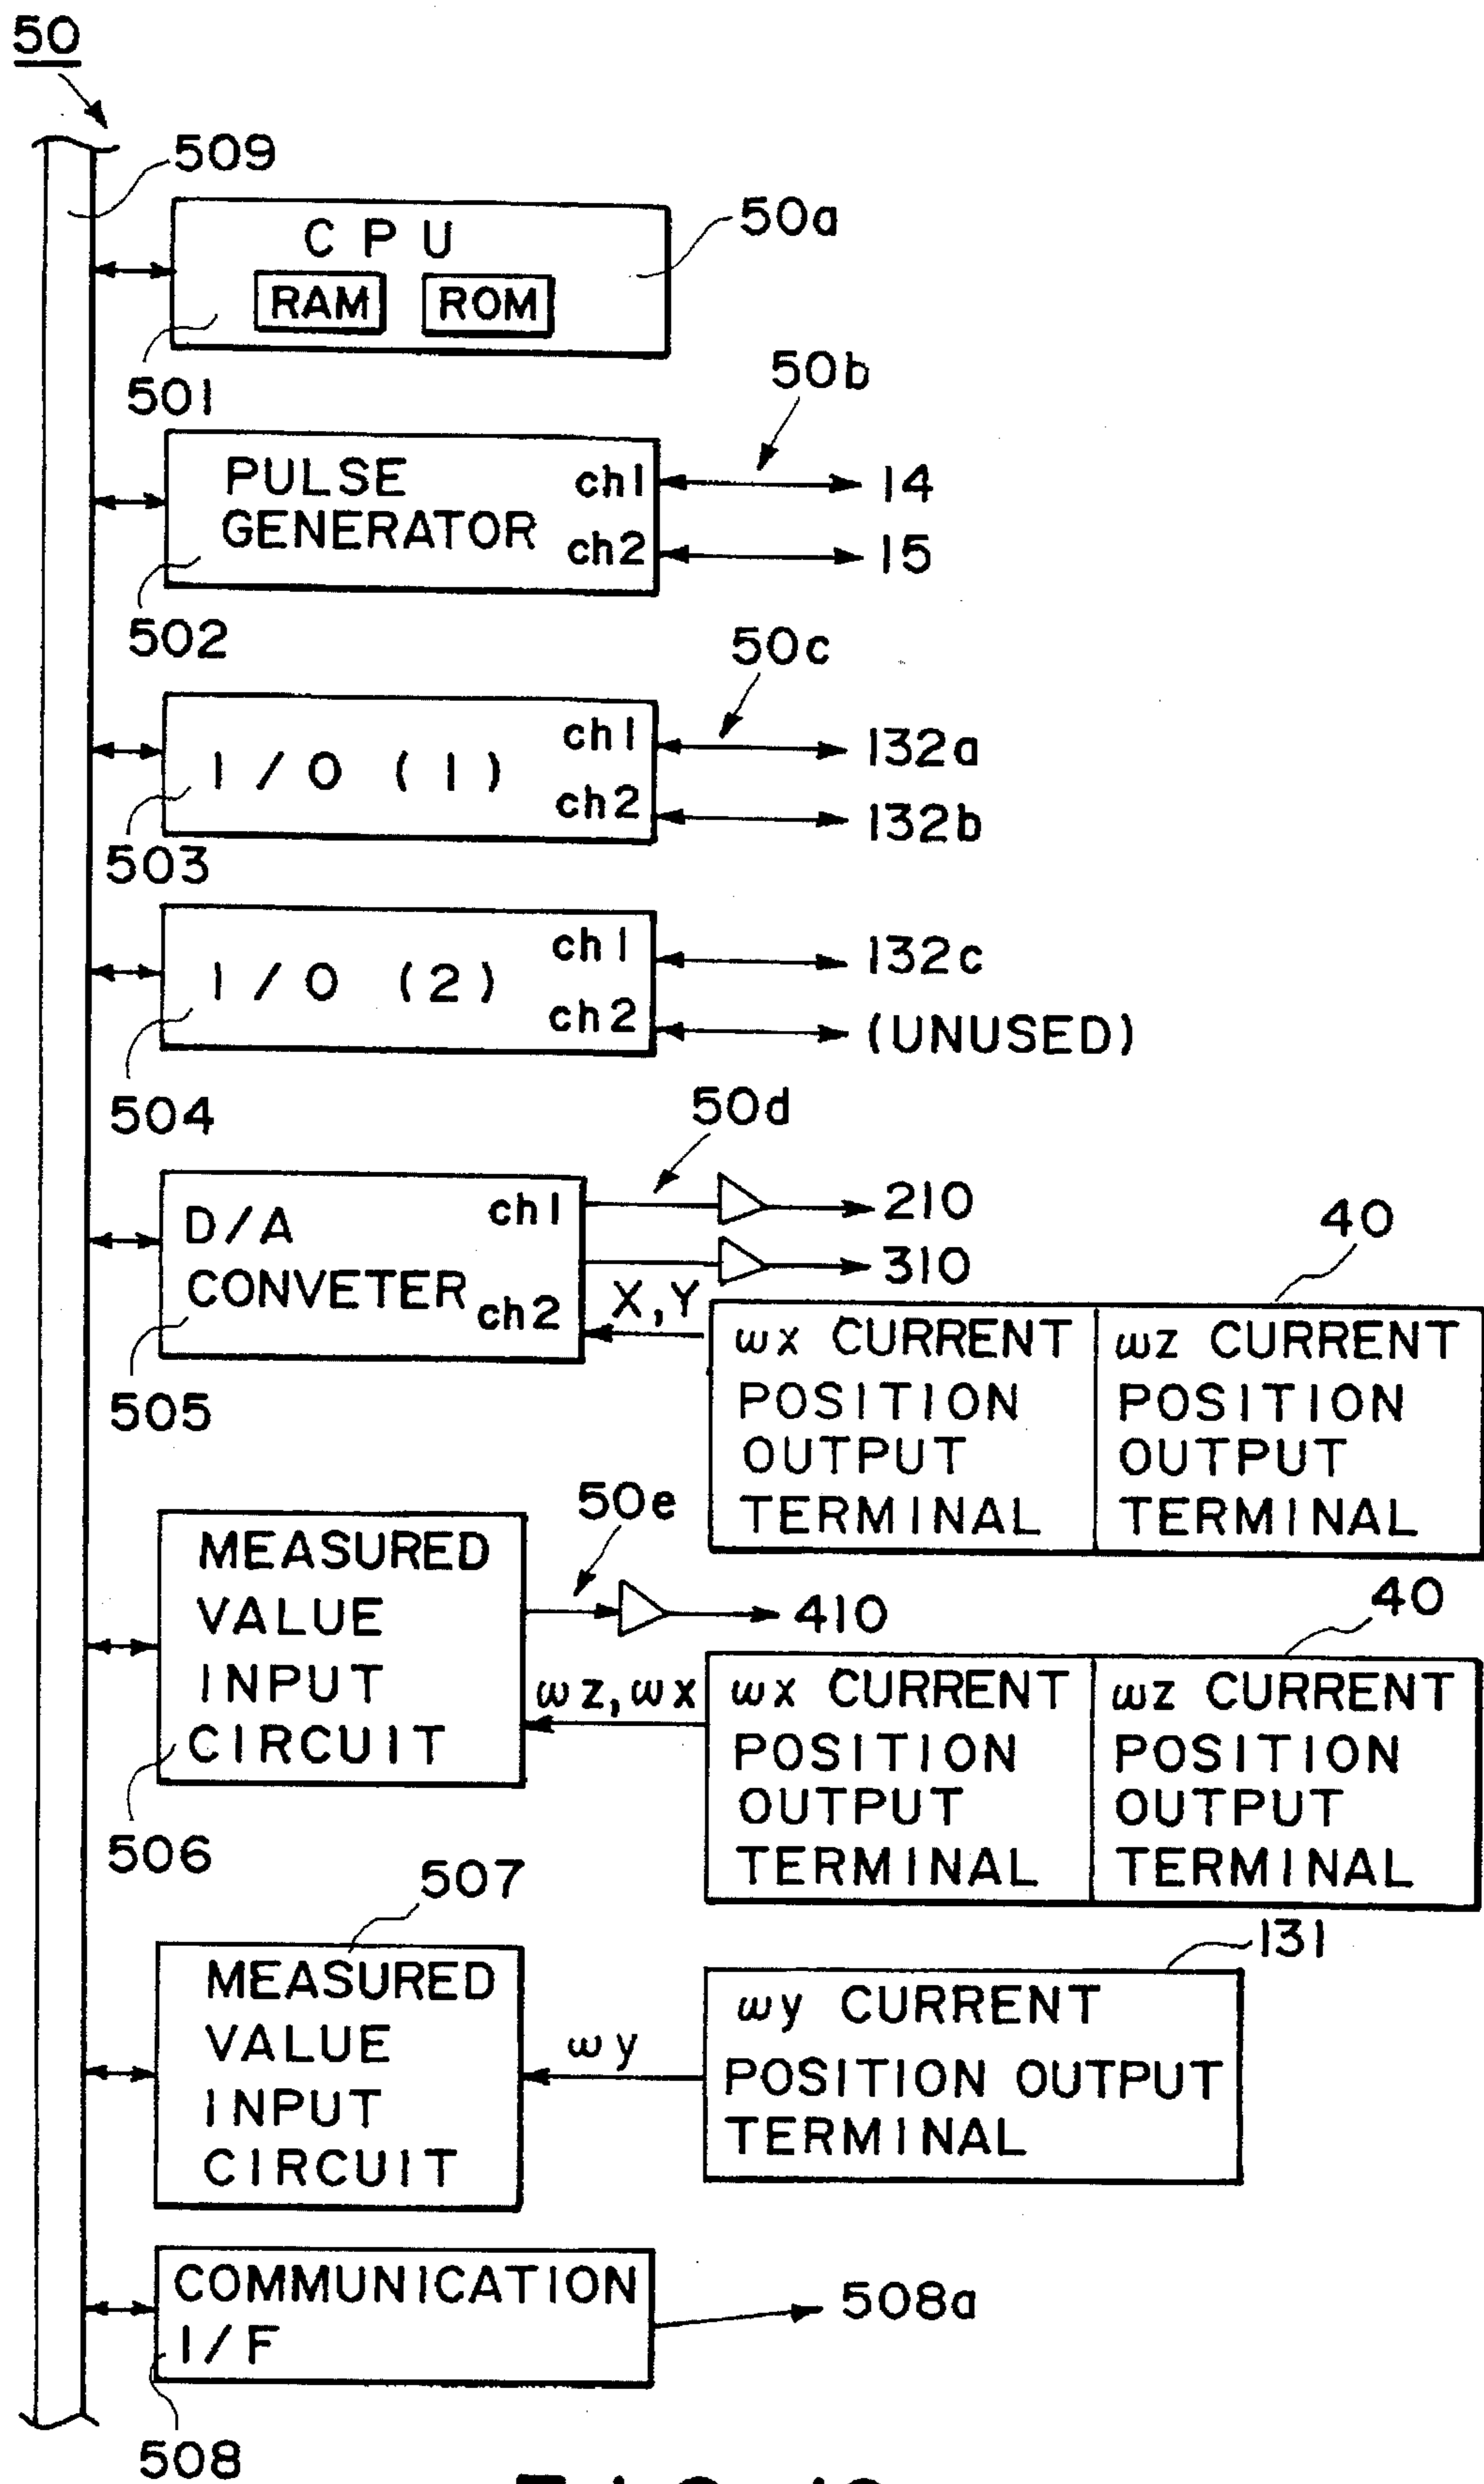 50
509
50a
C P U
RAM ROM
501
50b
PULSE
GENERATOR
ch1
14
ch2
15
502
50c
I / O ( 1 )
ch1
132a
ch2
132b
503
I / O (2)
ch1
132c
ch2
(UNUSED)
504
50d
D/A
CONVETER
ch1
210
310
ch2
X,Y
40
ωx CURRENT
POSITION
OUTPUT
TERMINAL
ωz CURRENT
POSITION
OUTPUT
TERMINAL
505
50e
MEASURED
VALUE
INPUT
CIRCUIT
410
40
ωz,ωx
ωx CURRENT
POSITION
OUTPUT
TERMINAL
ωz CURRENT
POSITION
OUTPUT
TERMINAL
506
507
131
MEASURED
VALUE
INPUT
CIRCUIT
ωy
ωy CURRENT
POSITION OUTPUT
TERMINAL
COMMUNICATION
I/F
508a
508